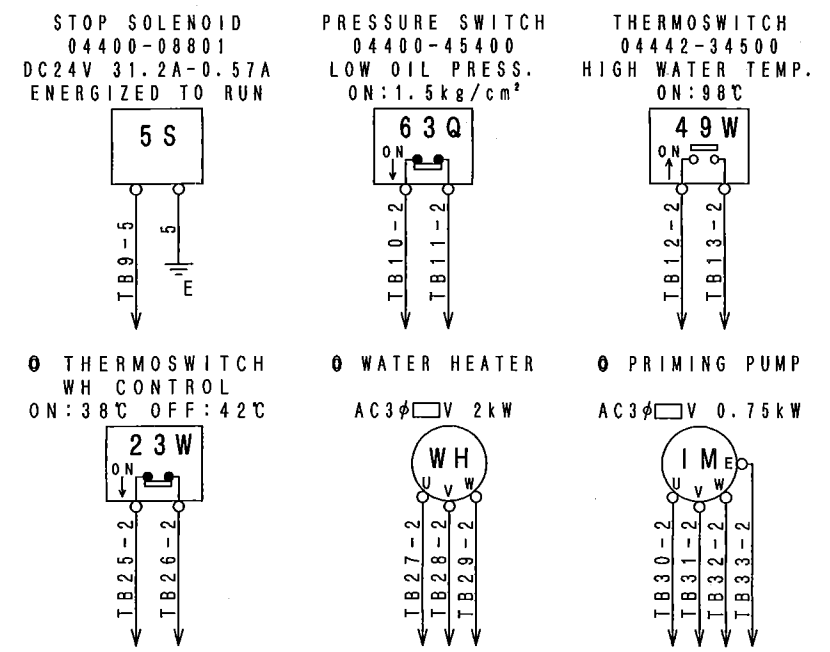 STOP SOLENOID
04400-08801
DC24V 31.2A-0.57A
ENERGIZED TO RUN
5S
TB9-5
5
E
PRESSURE SWITCH
04400-45400
LOW OIL PRESS.
ON:1.5kg/cm²
63Q
ON
TB10-2
TB11-2
THERMOSWITCH
04442-34500
HIGH WATER TEMP.
ON:98℃
49W
ON
TB12-2
TB13-2
O THERMOSWITCH
WH CONTROL
ON:38℃ OFF:42℃
23W
ON
TB25-2
TB26-2
O WATER HEATER
AC3φ▭V 2kW
WH
U V W
TB27-2
TB28-2
TB29-2
O PRIMING PUMP
AC3φ▭V 0.75kW
IM E
U V W
TB30-2
TB31-2
TB32-2
TB33-2